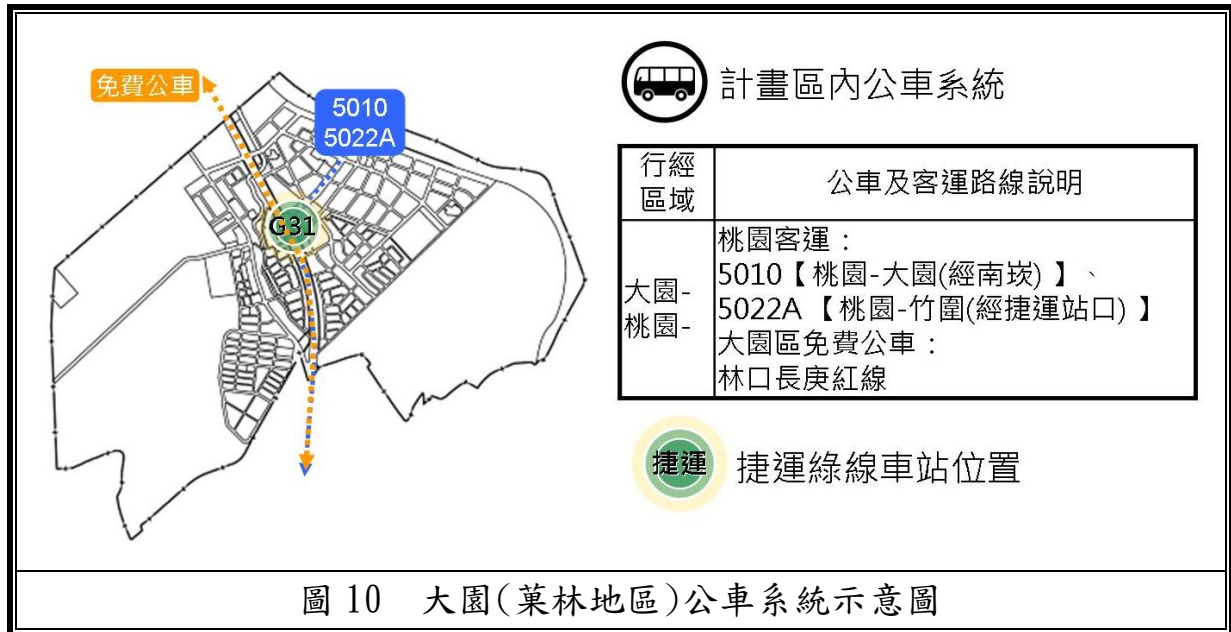 免費公車
5010
5022A
G31
計畫區內公車系統
行經
區域
公車及客運路線說明
大園-
桃園-
桃園客運：
5010【桃園-大園(經南崁)】、
5022A【桃園-竹圍(經捷運站口)】
大園區免費公車：
林口長庚紅線
捷運
捷運綠線車站位置
圖 10 大園(菓林地區)公車系統示意圖